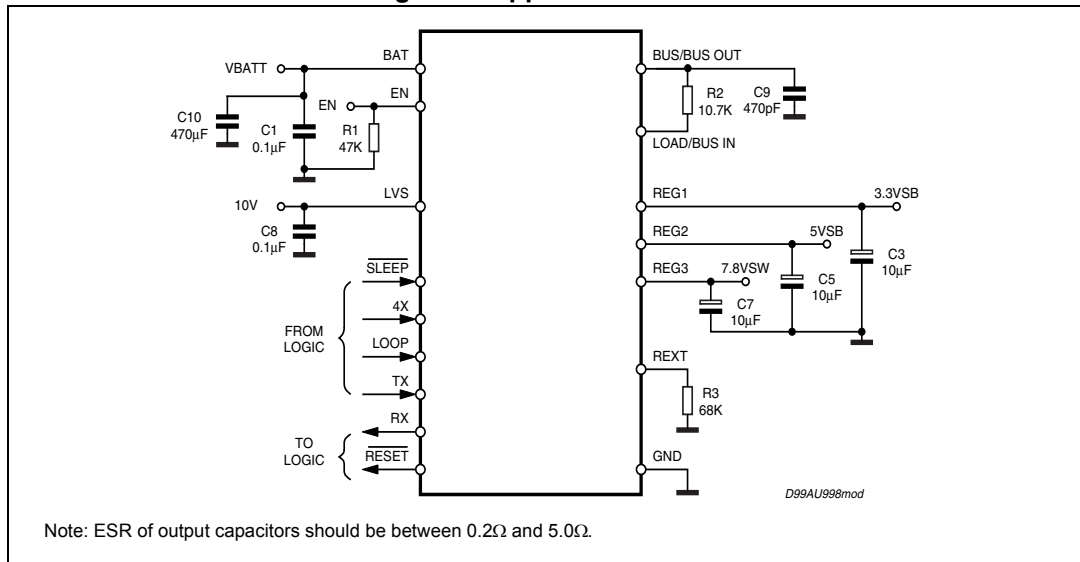 BAT
VBATT
EN
EN
C10
470μF
C1
0.1μF
R1
47K
LVS
10V
C8
0.1μF
SLEEP
4X
LOOP
TX
FROM
LOGIC
RX
RESET
TO
LOGIC
BUS/BUS OUT
R2
10.7K
C9
470pF
LOAD/BUS IN
REG1
3.3VSB
REG2
5VSB
REG3
7.8VSW
C3
10μF
C5
10μF
C7
10μF
REXT
R3
68K
GND
D99AU998mod
Note: ESR of output capacitors should be between 0.2Ω and 5.0Ω.